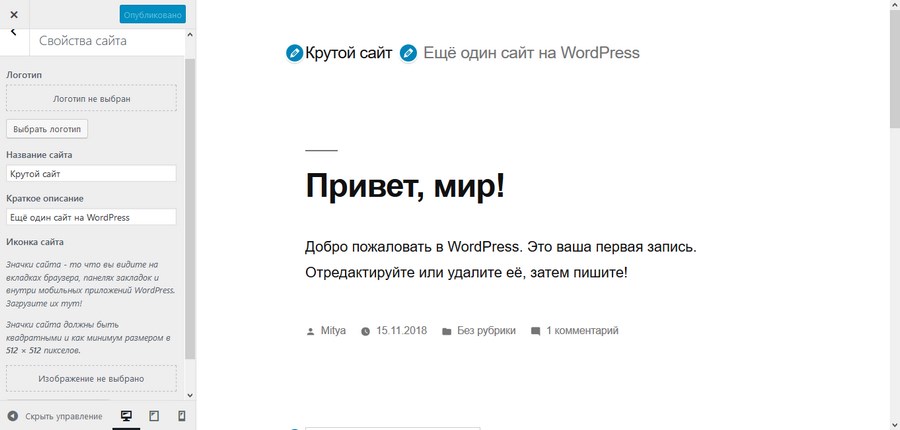 Опубликовано
Свойства сайта
Логотип
Логотип не выбран
Выбрать логотип
Название сайта
Крутой сайт
Краткое описание
Ещё один сайт на WordPress
Иконка сайта
Значки сайта - то что вы видите на
вкладках браузера, панелях закладок и
внутри мобильных приложений WordPress.
Загрузите их тут!
Значки сайта должны быть
квадратными и как минимум размером в
512 × 512 пикселов.
Изображение не выбрано
Скрыть управление
Крутой сайт Ещё один сайт на WordPress
Привет, мир!
Добро пожаловать в WordPress. Это ваша первая запись.
Отредактируйте или удалите её, затем пишите!
Mitya 15.11.2018 Без рубрики 1 комментарий